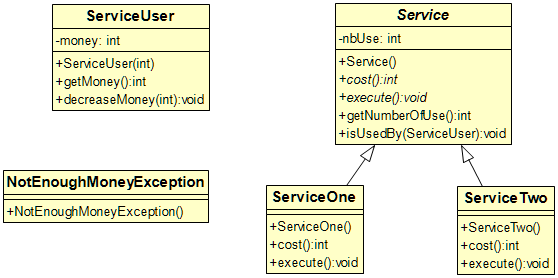 ServiceUser
-money: int
+ServiceUser(int)
+getMoney():int
+decreaseMoney(int):void
Service
-nbUse: int
+Service()
+cost():int
+execute():void
+getNumberOfUse():int
+isUsedBy(ServiceUser):void
NotEnoughMoneyException
+NotEnoughMoneyException()
ServiceOne
+ServiceOne()
+cost():int
+execute():void
ServiceTwo
+ServiceTwo()
+cost():int
+execute():void